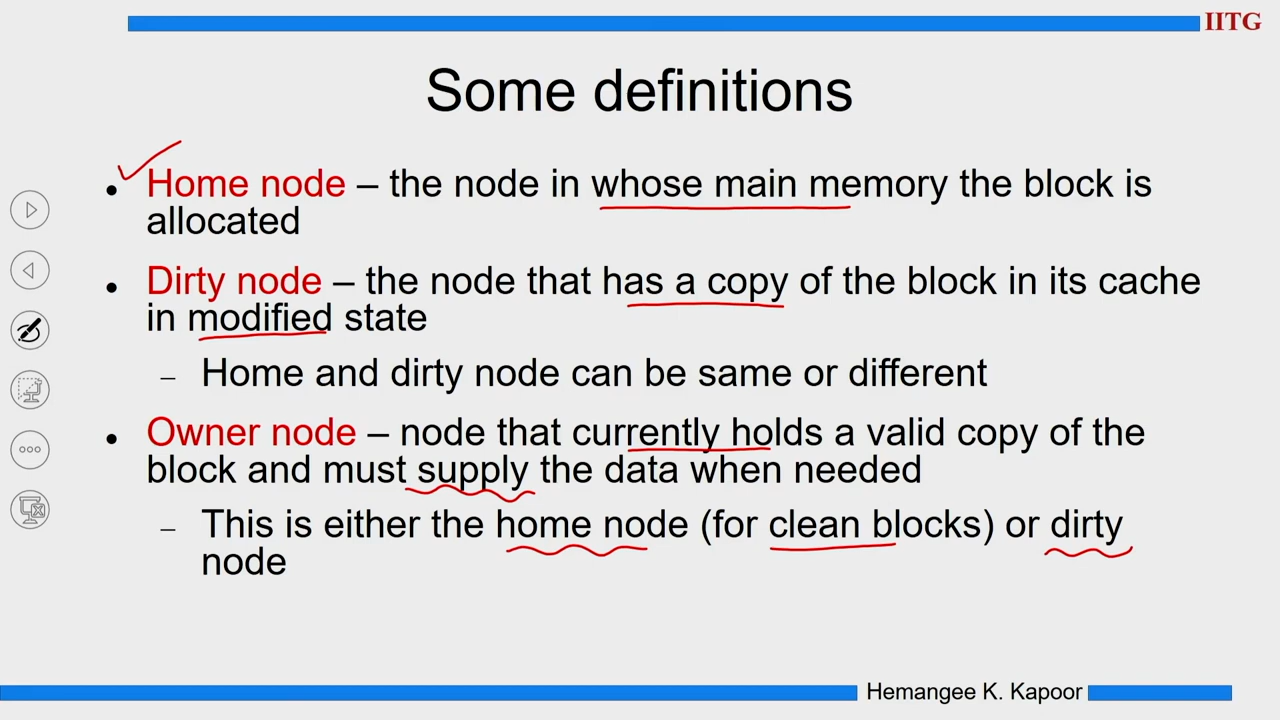 IITG
Some definitions
• Home node – the node in whose main memory the block is
allocated
• Dirty node – the node that has a copy of the block in its cache
in modified state
– Home and dirty node can be same or different
• Owner node – node that currently holds a valid copy of the
block and must supply the data when needed
– This is either the home node (for clean blocks) or dirty
node
Hemangee K. Kapoor